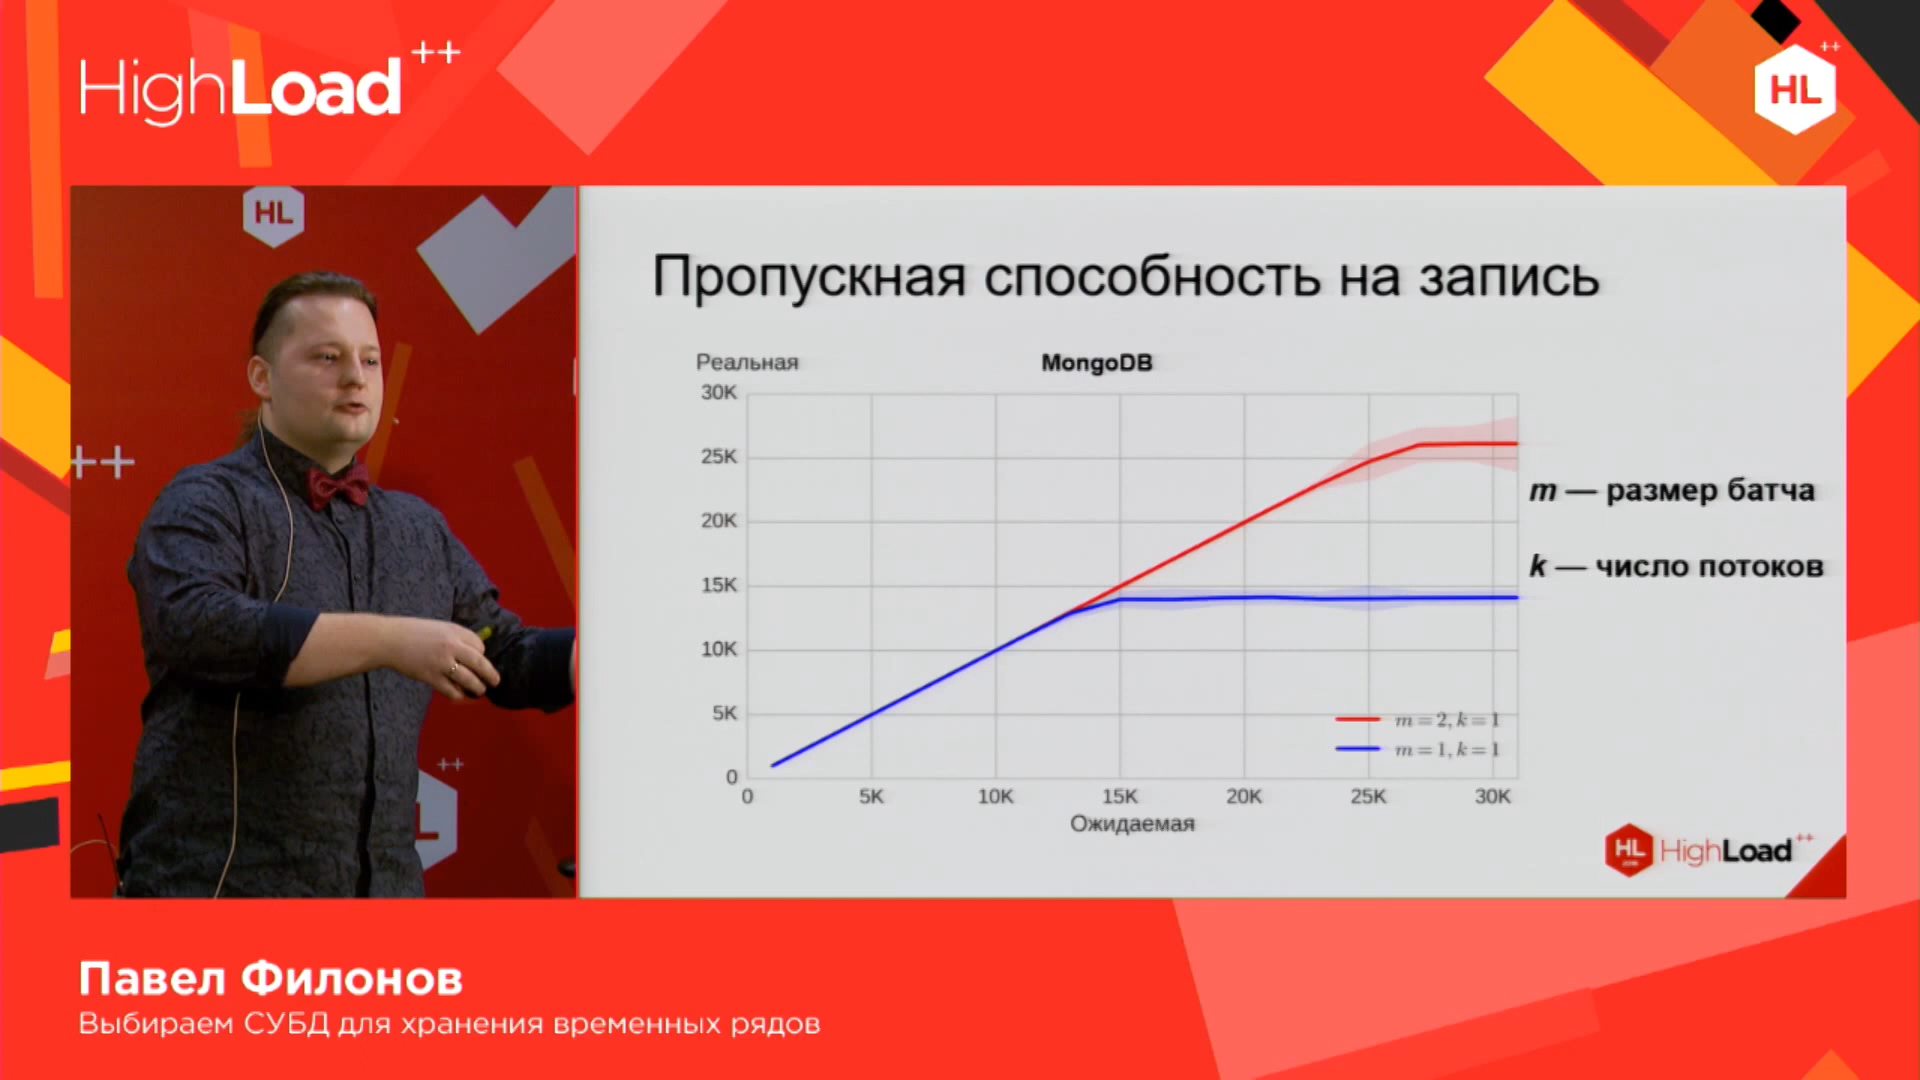 HighLoad++
HL++
HL
++
Пропускная способность на запись
Реальная
MongoDB
30K
25K
20K
15K
10K
5K
0
0 5K 10K 15K 20K 25K 30K
Ожидаемая
m = 2, k = 1
m = 1, k = 1
m — размер батча
k — число потоков
++
L
HL HighLoad++
Павел Филонов
Выбираем СУБД для хранения временных рядов